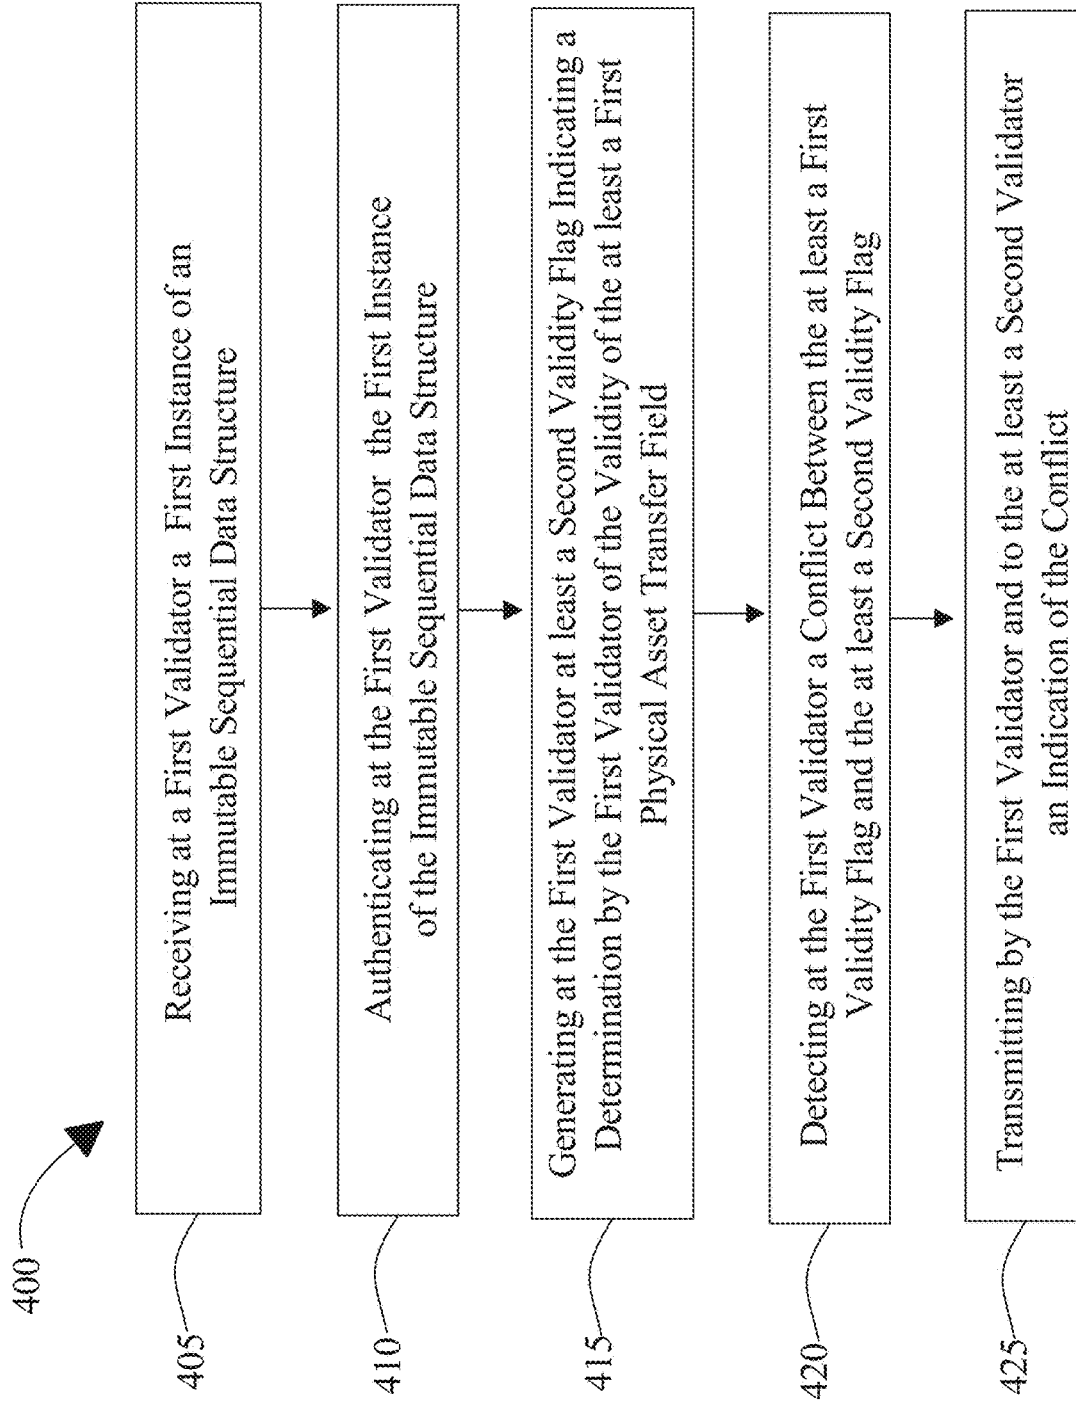 400
405
Receiving at a First Validator a First Instance of an
Immutable Sequential Data Structure
410
Authenticating at the First Validator the First Instance
of the Immutable Sequential Data Structure
415
Generating at the First Validator at least a Second Validity Flag Indicating a
Determination by the First Validator of the Validity of the at least a First
Physical Asset Transfer Field
420
Detecting at the First Validator a Conflict Between the at least a First
Validity Flag and the at least a Second Validity Flag
425
Transmitting by the First Validator and to the at least a Second Validator
an Indication of the Conflict